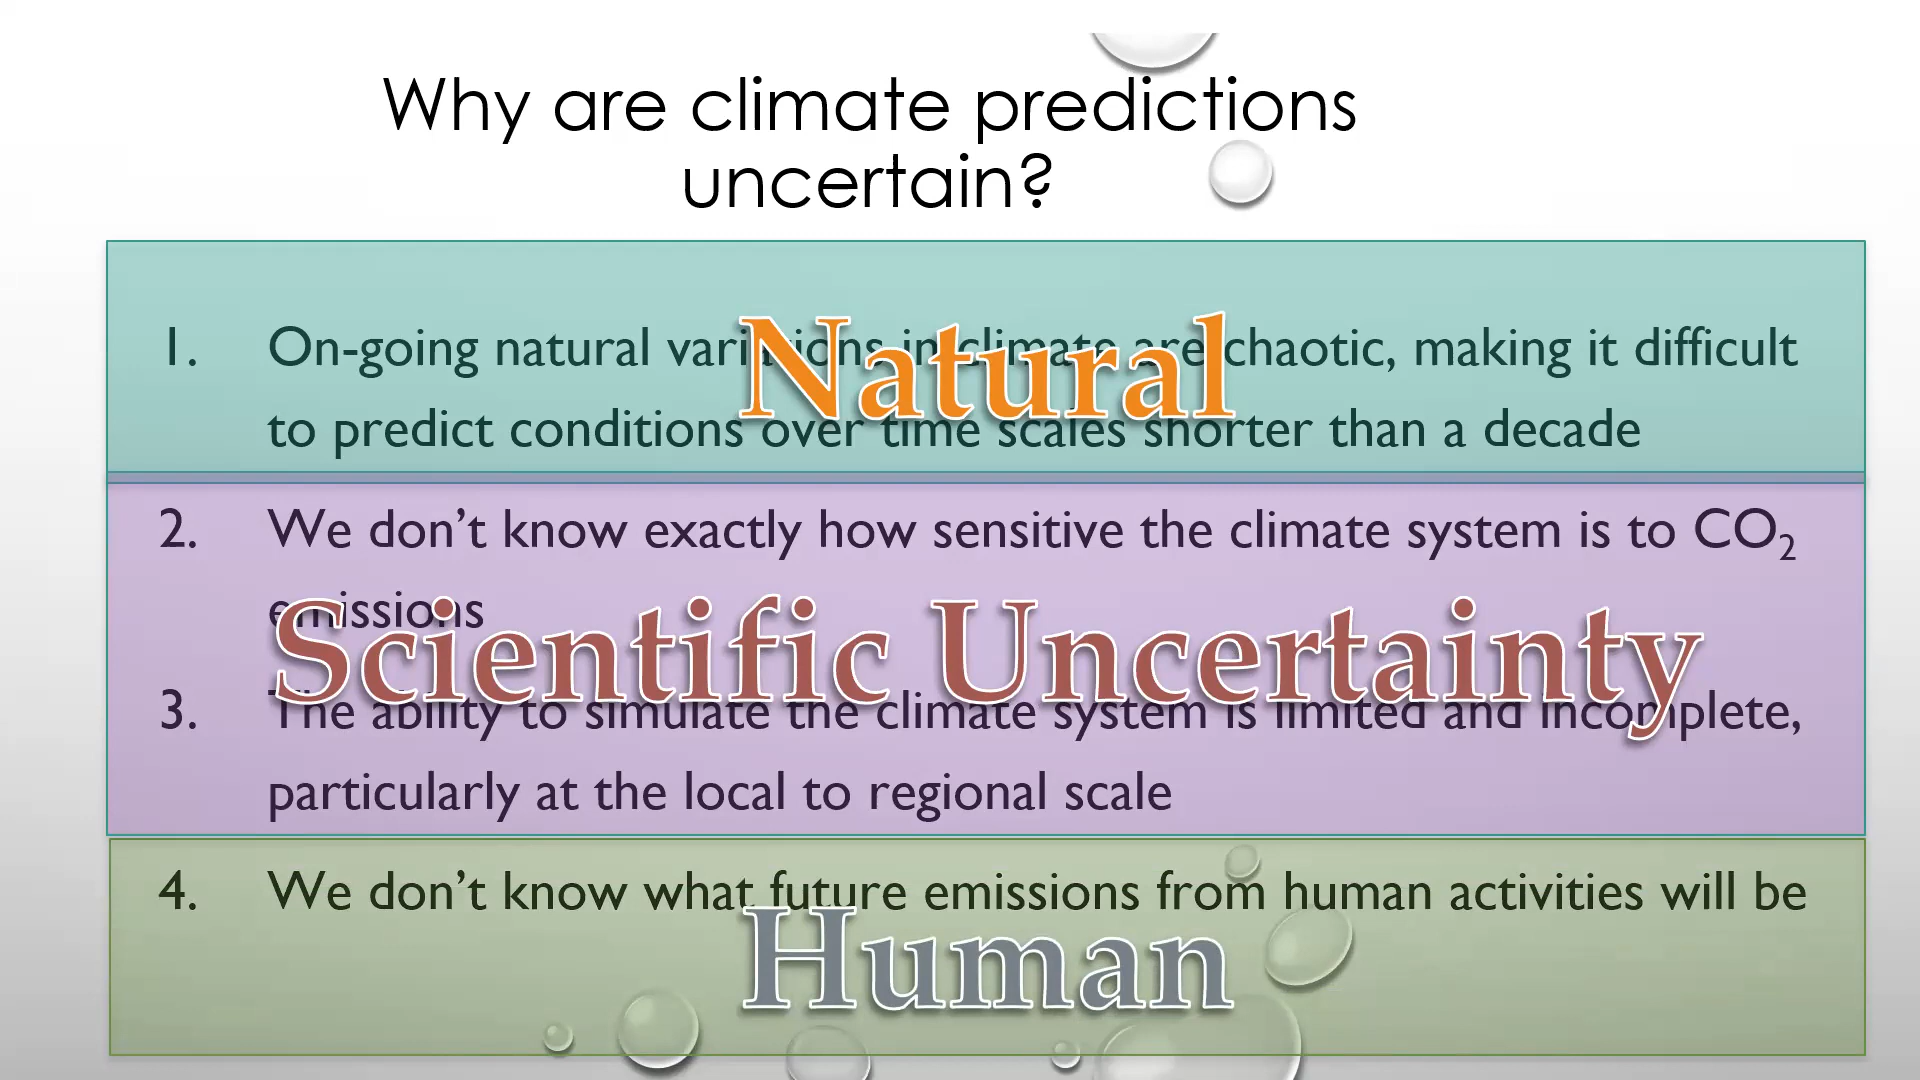 Why are climate predictions
uncertain?
1. On-going natural variations in climate are chaotic, making it difficult
to predict conditions over time scales shorter than a decade
Natural
2. We don’t know exactly how sensitive the climate system is to CO₂
emissions
Scientific Uncertainty
3. The ability to simulate the climate system is limited and incomplete,
particularly at the local to regional scale
4. We don’t know what future emissions from human activities will be
Human